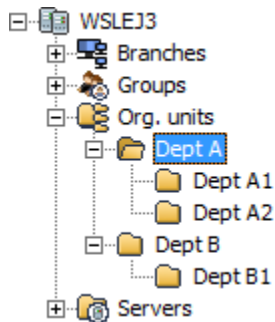 WSLEJ3
Branches
Groups
Org. units
Dept A
Dept A1
Dept A2
Dept B
Dept B1
Servers